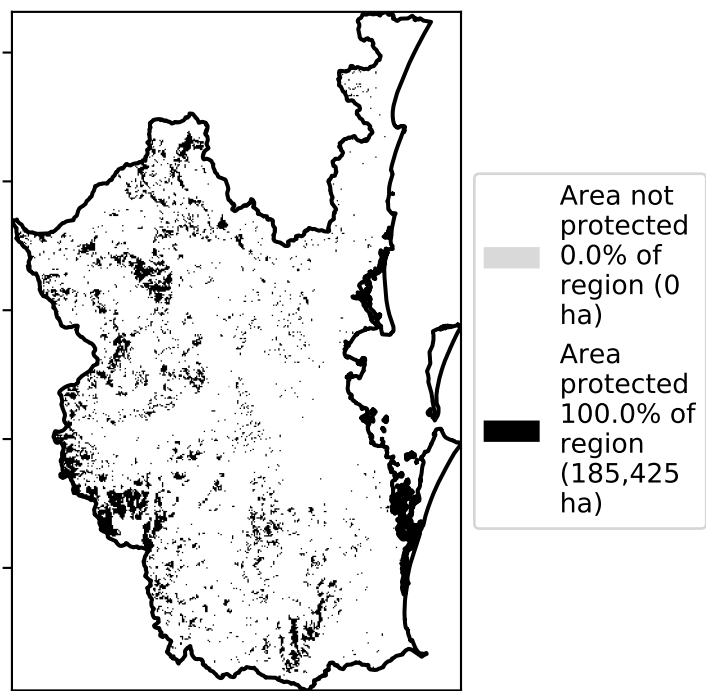 Area not
protected
0.0% of
region (0
ha)
Area
protected
100.0% of
region
(185,425
ha)